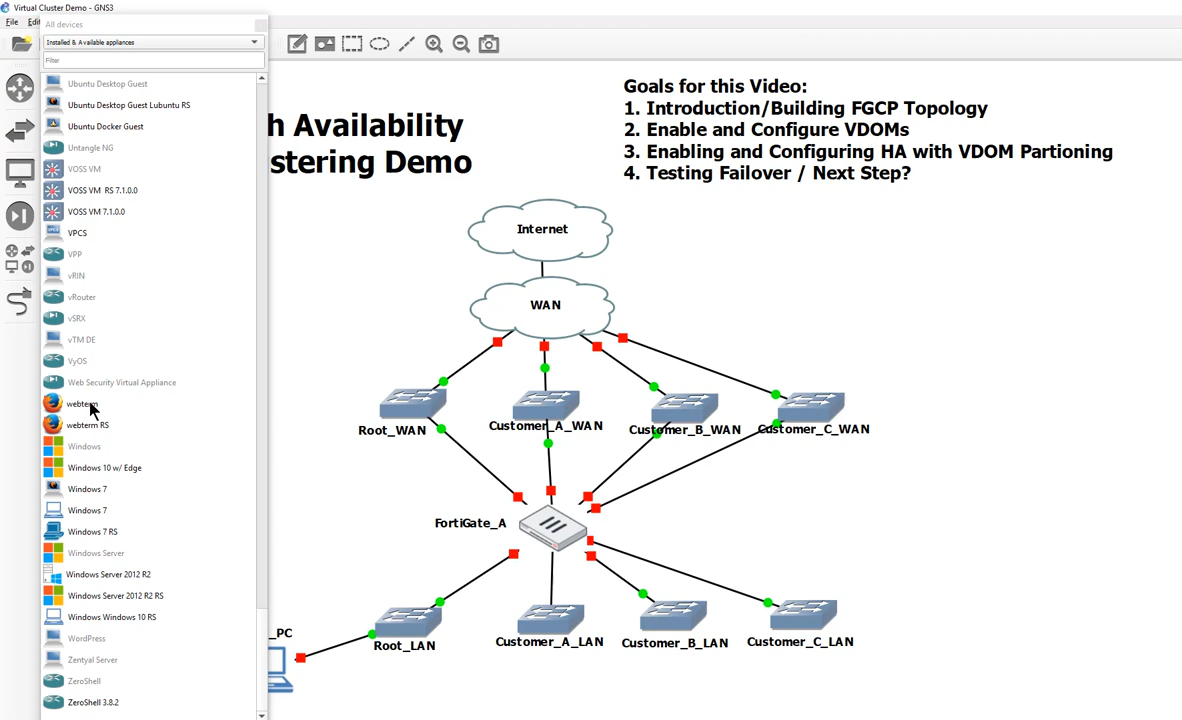 Virtual Cluster Demo - GNS3
File Edit
All devices
Installed & Available appliances
Filter
Ubuntu Desktop Guest
Ubuntu Desktop Guest Lubuntu RS
Ubuntu Docker Guest
Untangle NG
VOSS VM
VOSS VM RS 7.1.0.0
VOSS VM 7.1.0.0
VPCS
VPP
vRIN
vRouter
vSRX
vTM DE
VyOS
Web Security Virtual Appliance
webterm
webterm RS
Windows
Windows 10 w/ Edge
Windows 7
Windows 7
Windows 7 RS
Windows Server
Windows Server 2012 R2
Windows Server 2012 R2 RS
Windows Windows 10 RS
WordPress
Zentyal Server
ZeroShell
ZeroShell 3.8.2
h Availability
stering Demo
Goals for this Video:
1. Introduction/Building FGCP Topology
2. Enable and Configure VDOMs
3. Enabling and Configuring HA with VDOM Partioning
4. Testing Failover / Next Step?
Internet
WAN
Root_WAN
Customer_A_WAN
Customer_B_WAN
Customer_C_WAN
FortiGate_A
_PC
Root_LAN
Customer_A_LAN
Customer_B_LAN
Customer_C_LAN